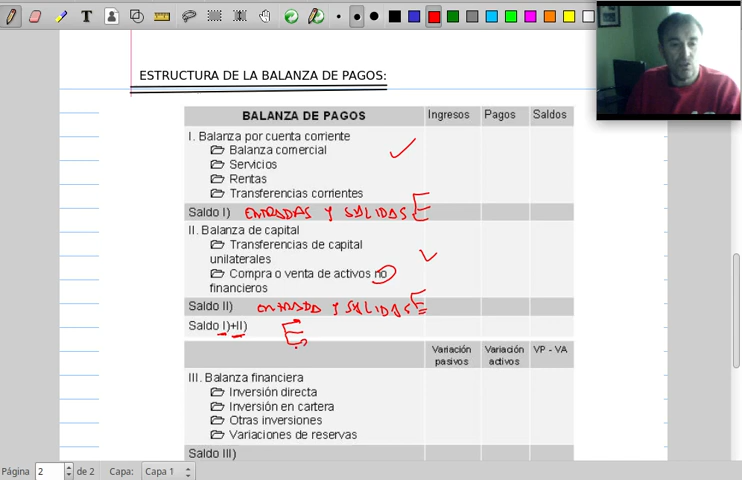 T
ESTRUCTURA DE LA BALANZA DE PAGOS:
BALANZA DE PAGOS Ingresos Pagos Saldos
I. Balanza por cuenta corriente
Balanza comercial
Servicios
Rentas
Transferencias corrientes
Saldo I) ENTRADAS Y SALIDAS E
II. Balanza de capital
Transferencias de capital
unilaterales
Compra o venta de activos no
financieros
Saldo II) ENTRADA Y SALIDAS E
Saldo I)+II) E
Variación pasivos Variación activos VP - VA
III. Balanza financiera
Inversión directa
Inversión en cartera
Otras inversiones
Variaciones de reservas
Saldo III)
Página 2 de 2 Capa: Capa 1